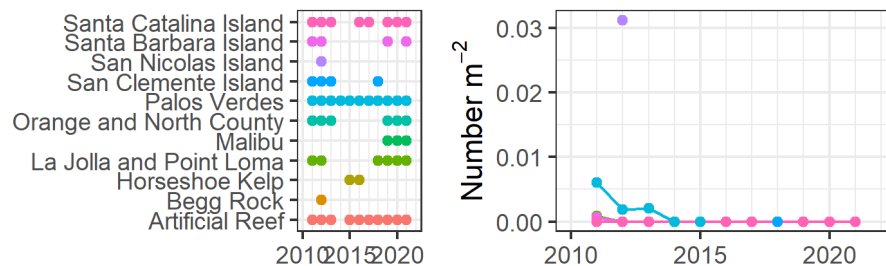 Santa Catalina Island
Santa Barbara Island
San Nicolas Island
San Clemente Island
Palos Verdes
Orange and North County
Malibu
La Jolla and Point Loma
Horseshoe Kelp
Begg Rock
Artificial Reef
2010 2015 2020
Number m⁻²
0.03
0.02
0.01
0.00
2010 2015 2020